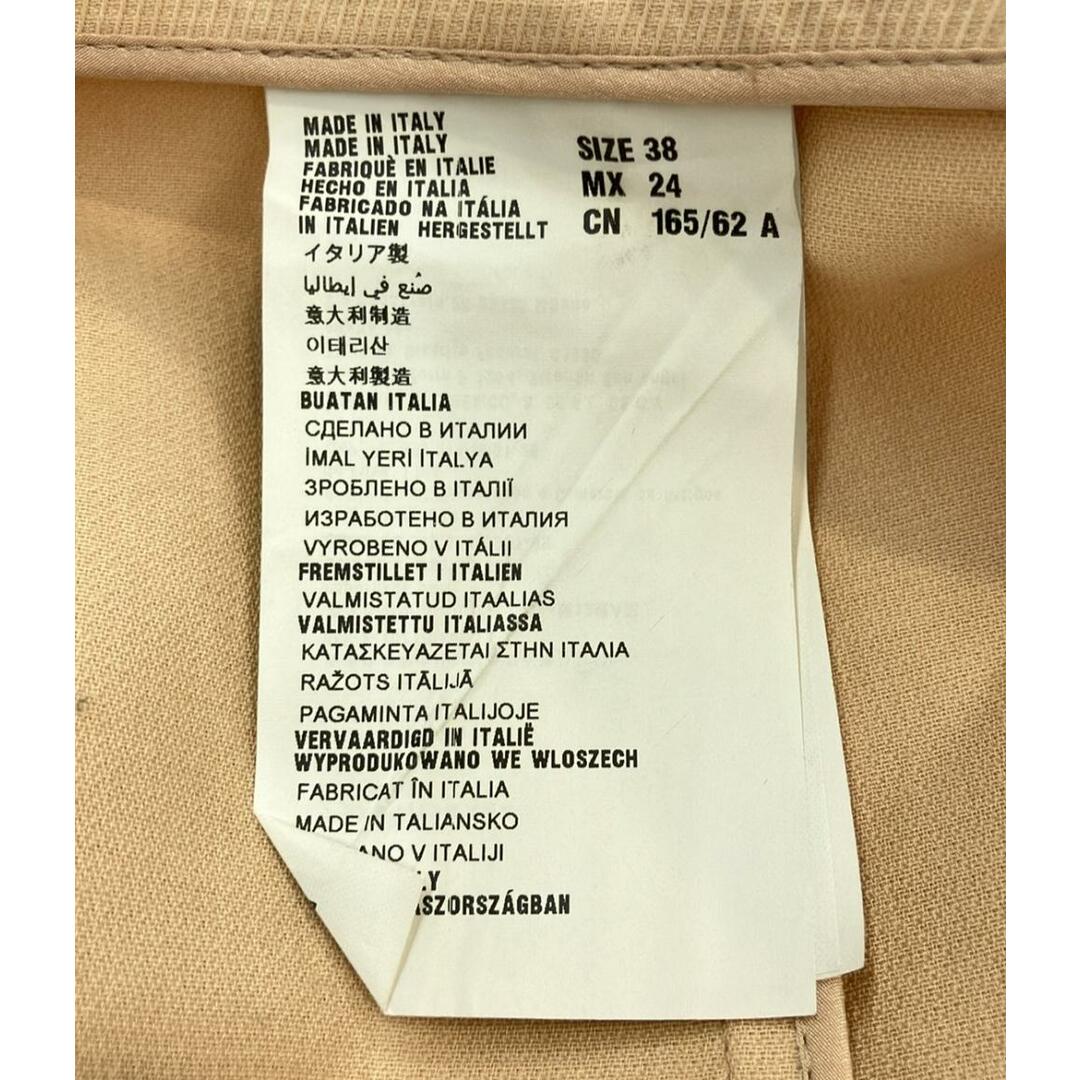 MADE IN ITALY
MADE IN ITALY
FABRIQUÈ EN ITALIE
HECHO EN ITALIA
FABRICADO NA ITÁLIA
IN ITALIEN HERGESTELLT
イタリア製
صُنع في إيطاليا
意大利制造
이태리산
意大利製造
BUATAN ITALIA
СДЕЛАНО В ИТАЛИИ
İMAL YERİ İTALYA
ЗРОБЛЕНО В ІТАЛІЇ
ИЗРАБОТЕНО В ИТАЛИЯ
VYROBENO V ITÁLII
FREMSTILLET I ITALIEN
VALMISTATUD ITAALIAS
VALMISTETTU ITALIASSA
ΚΑΤΑΣΚΕΥΑΖΕΤΑΙ ΣΤΗΝ ΙΤΑΛΙΑ
RAŽOTS ITĀLIJĀ
PAGAMINTA ITALIJOJE
VERVAARDIGD IN ITALIË
WYPRODUKOWANO WE WLOSZECH
FABRICAT ÎN ITALIA
MADE IN TALIANSKO
V ITALIJI
SIZE 38
MX 24
CN 165/62 A